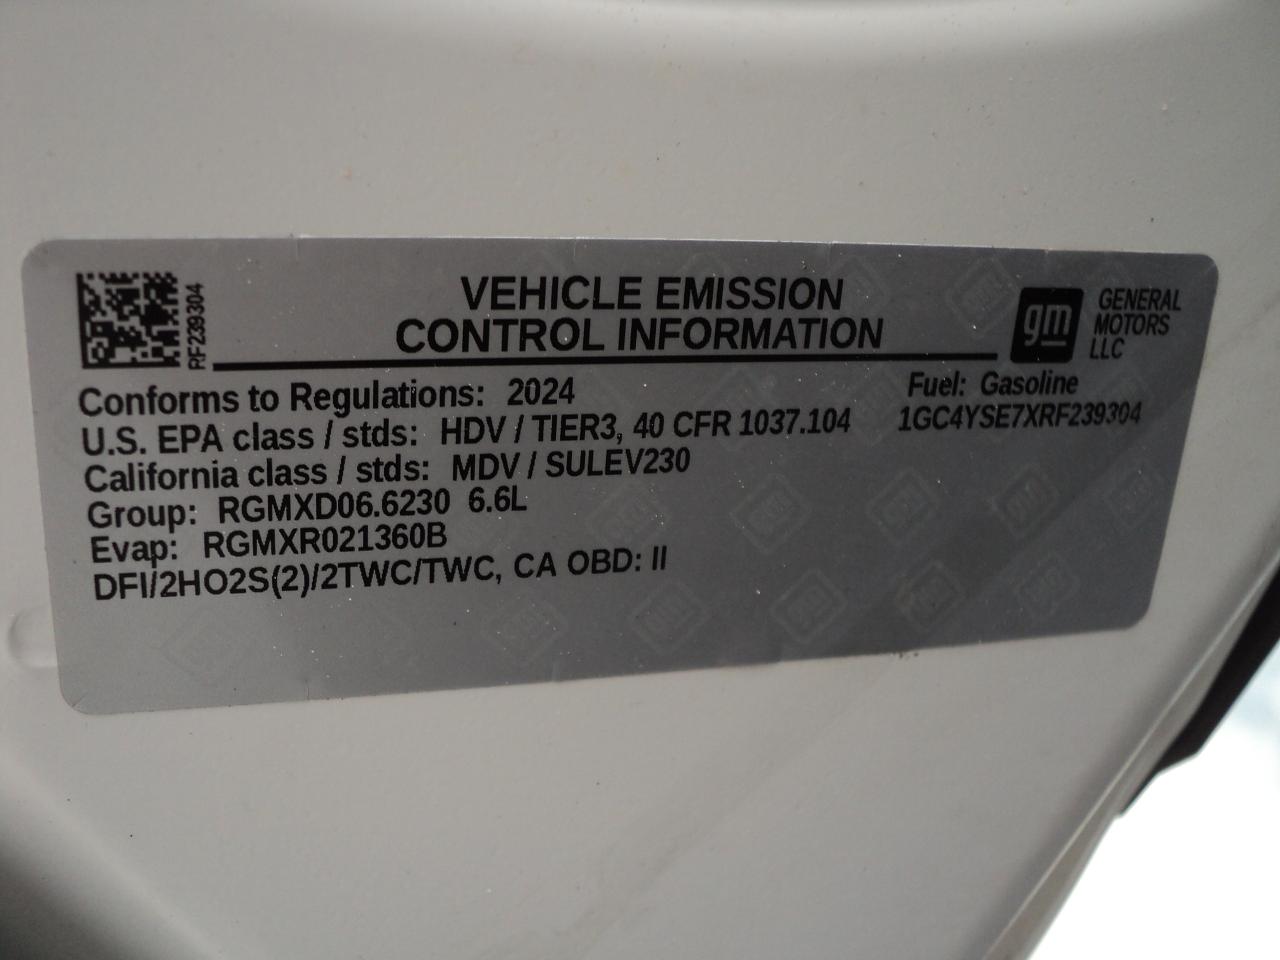 RF239304
VEHICLE EMISSION
CONTROL INFORMATION
gm
GENERAL
MOTORS
LLC
Conforms to Regulations: 2024
Fuel: Gasoline
U.S. EPA class / stds: HDV / TIER3, 40 CFR 1037.104
1GC4YSE7XRF239304
California class / stds: MDV / SULEV230
Group: RGMXD06.6230 6.6L
Evap: RGMXR021360B
DFI/2HO2S(2)/2TWC/TWC, CA OBD: II